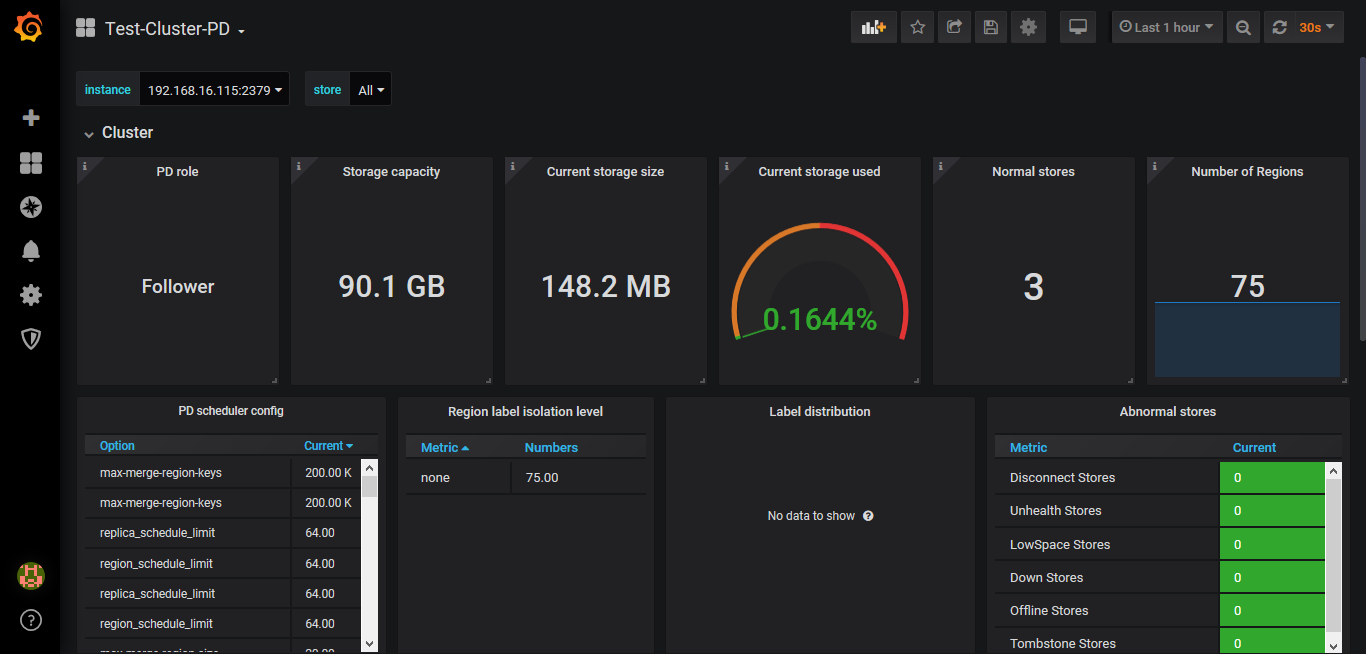 Test-Cluster-PD
Last 1 hour
30s
instance 192.168.16.115:2379 store All
Cluster
PD role
Follower
Storage capacity
90.1 GB
Current storage size
148.2 MB
Current storage used
0.1644%
Normal stores
3
Number of Regions
75
PD scheduler config
Option Current
max-merge-region-keys 200.00 K
max-merge-region-keys 200.00 K
replica_schedule_limit 64.00
region_schedule_limit 64.00
replica_schedule_limit 64.00
region_schedule_limit 64.00
Region label isolation level
Metric Numbers
none 75.00
Label distribution
No data to show
Abnormal stores
Metric Current
Disconnect Stores 0
Unhealth Stores 0
LowSpace Stores 0
Down Stores 0
Offline Stores 0
Tombstone Stores 0